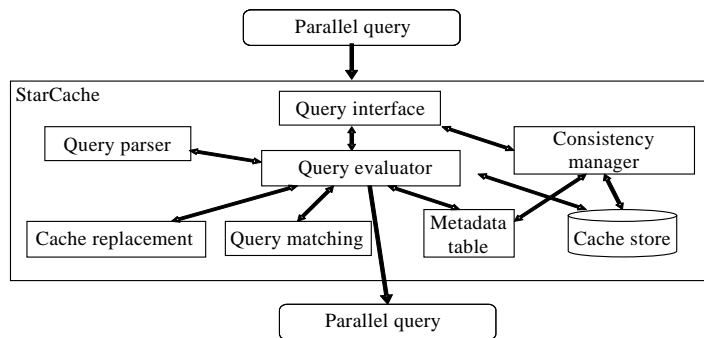 Parallel query
StarCache
Query interface
Query parser
Consistency
manager
Query evaluator
Cache replacement
Query matching
Metadata
table
Cache store
Parallel query